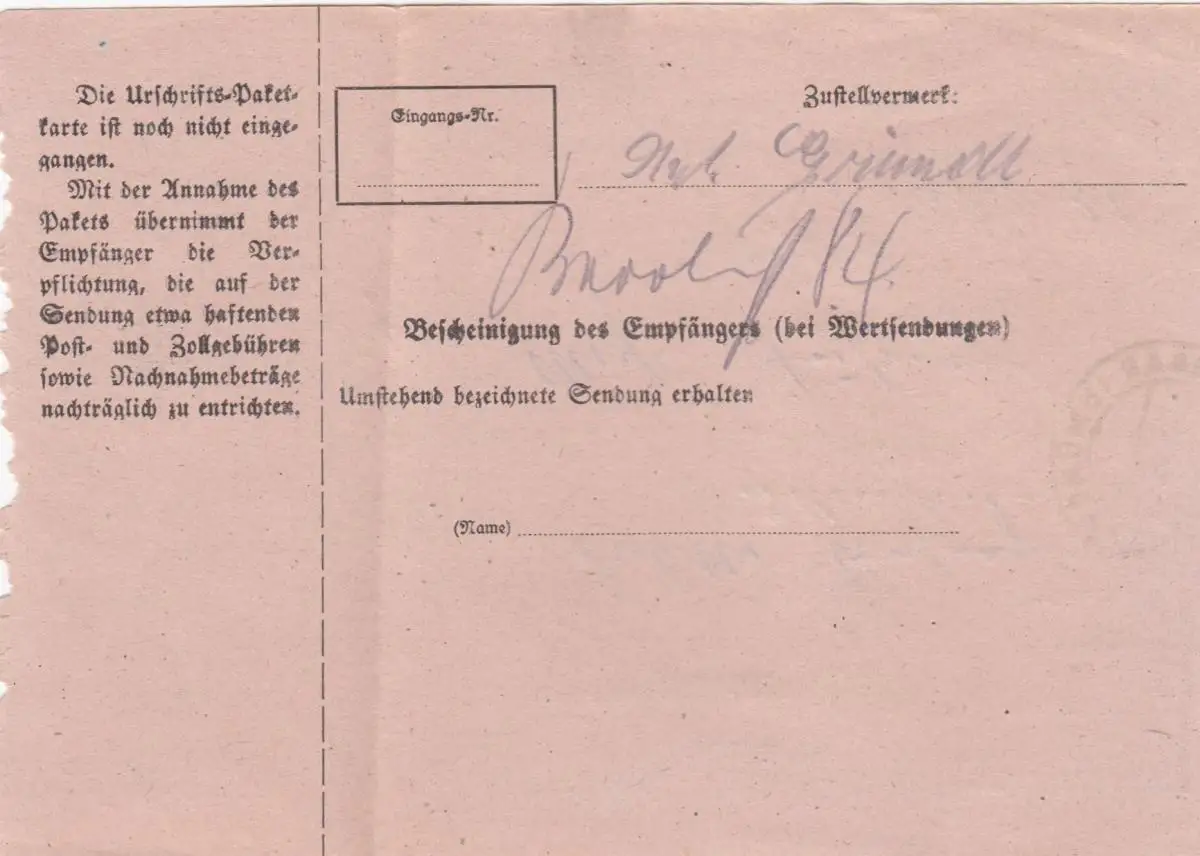 Die Urschrifts-Paket-
karte ist noch nicht einge-
gangen.
Mit der Annahme des
Pakets übernimmt der
Empfänger die Ver-
pflichtung, die auf der
Sendung etwa haftenden
Post- und Zollgebühren
sowie Nachnahmebeträge
nachträglich zu entrichten.
Eingangs-Nr.
Zustellvermerk:
84
Bescheinigung des Empfängers (bei Wertsendungen)
Umstehend bezeichnete Sendung erhalten
(Name)